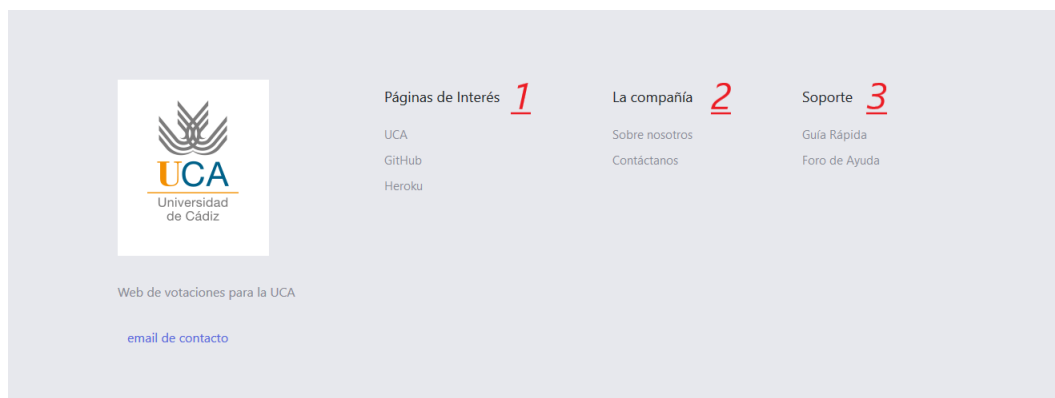 UCA
Universidad
de Cádiz
Web de votaciones para la UCA
email de contacto
Páginas de Interés 1
UCA
GitHub
Heroku
La compañía 2
Sobre nosotros
Contáctanos
Soporte 3
Guía Rápida
Foro de Ayuda